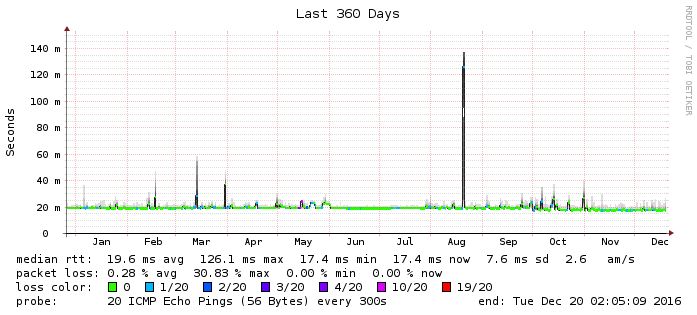 Last 360 Days
RRDTOOL / TOBI OETIKER
Seconds
140 m
120 m
100 m
80 m
60 m
40 m
20 m
0
Jan Feb Mar Apr May Jun Jul Aug Sep Oct Nov Dec
median rtt: 19.6 ms avg 126.1 ms max 17.4 ms min 17.4 ms now 7.6 ms sd 2.6 am/s
packet loss: 0.28 % avg 30.83 % max 0.00 % min 0.00 % now
loss color: 0 1/20 2/20 3/20 4/20 10/20 19/20
probe: 20 ICMP Echo Pings (56 Bytes) every 300s end: Tue Dec 20 02:05:09 2016